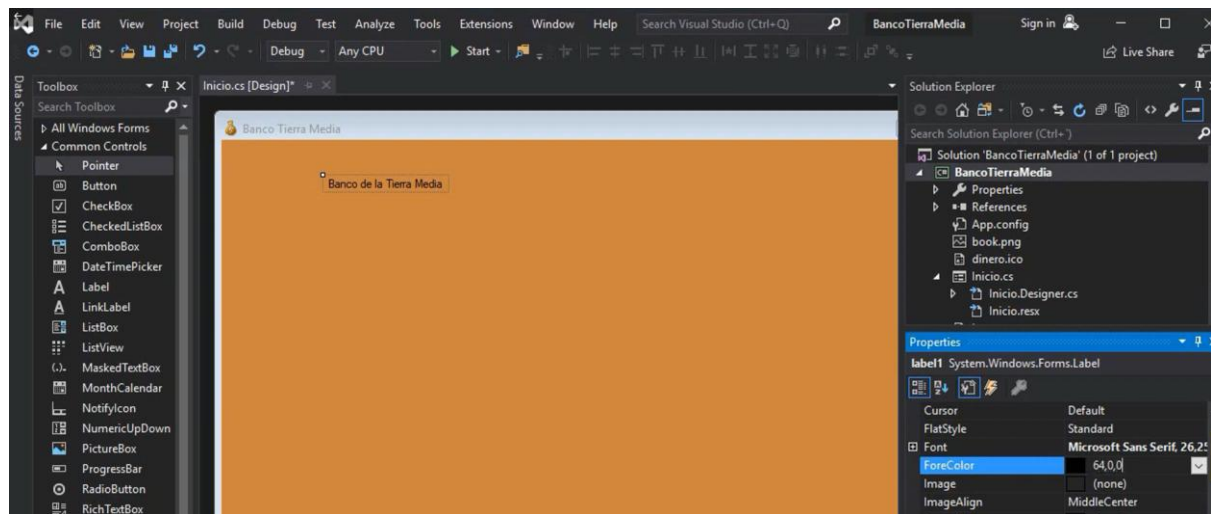 File Edit View Project Build Debug Test Analyze Tools Extensions Window Help Search Visual Studio (Ctrl+Q) BancoTierraMedia Sign in
Debug Any CPU Start Live Share
Data Sources
Toolbox
Search Toolbox
All Windows Forms
Common Controls
Pointer
Button
CheckBox
CheckedListBox
ComboBox
DateTimePicker
Label
LinkLabel
ListBox
ListView
MaskedTextBox
MonthCalendar
NotifyIcon
NumericUpDown
PictureBox
ProgressBar
RadioButton
RichTextBox
Inicio.cs [Design]*
Banco Tierra Media
Banco de la Tierra Media
Solution Explorer
Search Solution Explorer (Ctrl+`)
Solution 'BancoTierraMedia' (1 of 1 project)
BancoTierraMedia
Properties
References
App.config
book.png
dinero.ico
Inicio.cs
Inicio.Designer.cs
Inicio.resx
Properties
label1 System.Windows.Forms.Label
Cursor Default
FlatStyle Standard
Font Microsoft Sans Serif, 26,25
ForeColor 64,0,0
Image (none)
ImageAlign MiddleCenter